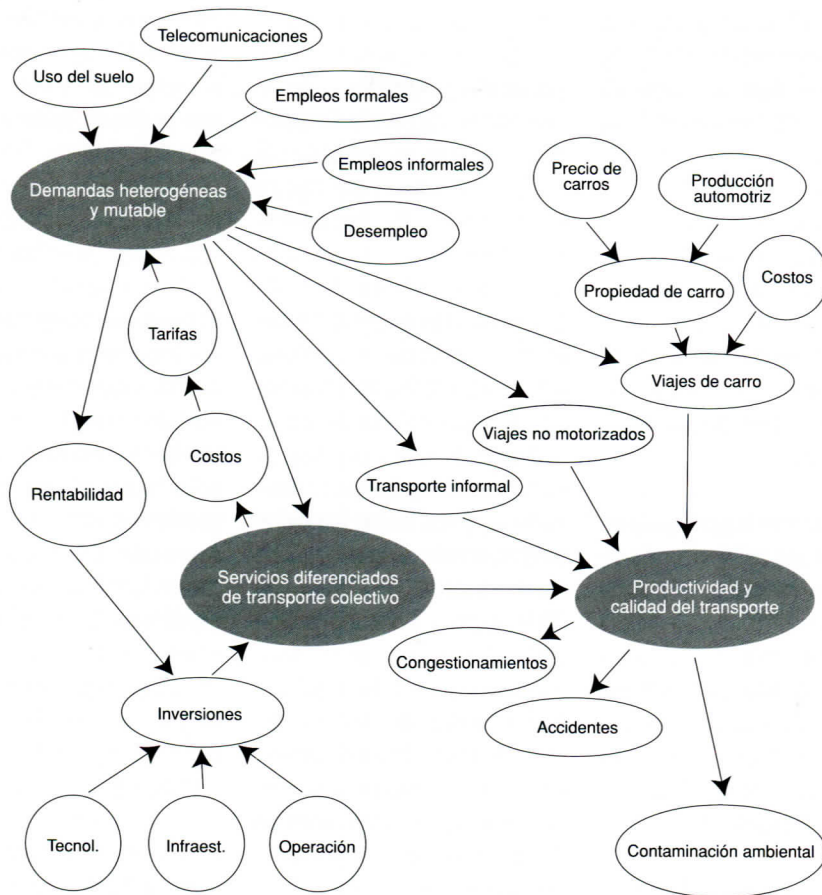 Telecomunicaciones
Uso del suelo
Empleos formales
Empleos informales
Demandas heterogéneas
y mutable
Desempleo
Precio de
carros
Producción
automotriz
Propiedad de carro
Costos
Tarifas
Viajes de carro
Viajes no motorizados
Costos
Rentabilidad
Transporte informal
Servicios diferenciados
de transporte colectivo
Productividad y
calidad del transporte
Congestionamientos
Inversiones
Accidentes
Tecnol.
Infraest.
Operación
Contaminación ambiental